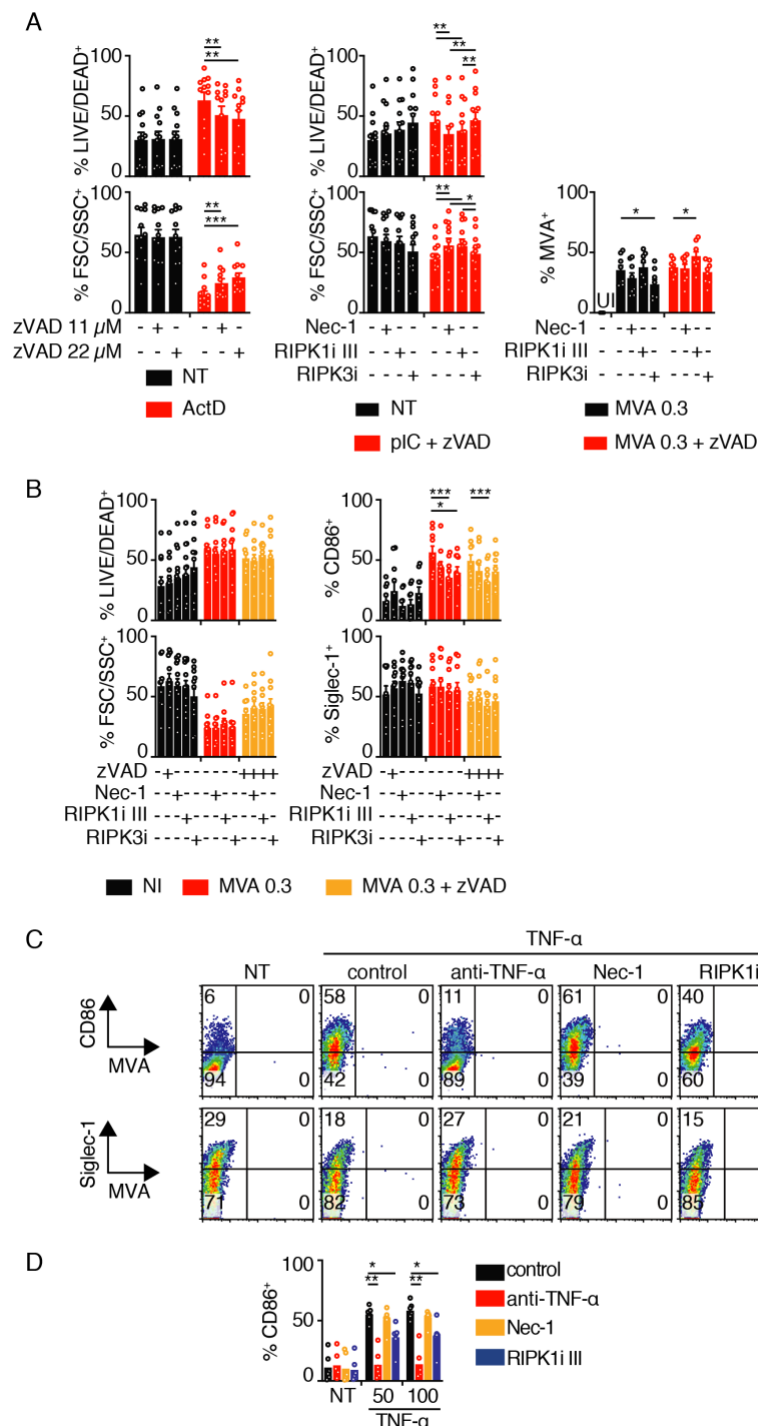 A
% LIVE/DEAD+
100
50
0
**
**
% LIVE/DEAD+
100
50
0
**
**
**
% FSC/SSC+
100
50
0
**
***
% FSC/SSC+
100
50
0
**
*
% MVA+
100
50
0
UI
*
*
zVAD 11 µM - + - - + -
zVAD 22 µM - - + - - +
NT
ActD
Nec-1 - + - - - + - -
RIPK1i III - - + - - - + -
RIPK3i - - - + - - - +
NT
pIC + zVAD
Nec-1 - - + - - - + - -
RIPK1i III - - - + - - - + -
RIPK3i - - - - + - - - +
MVA 0.3
MVA 0.3 + zVAD
B
% LIVE/DEAD+
100
50
0
% CD86+
100
50
0
***
*
***
% FSC/SSC+
100
50
0
% Siglec-1+
100
50
0
zVAD - + - - - - - - - + + + +
Nec-1 - - + - - - + - - - + - -
RIPK1i III - - - + - - - + - - - + -
RIPK3i - - - - + - - - + - - - +
zVAD - + - - - - - - - + + + +
Nec-1 - - + - - - + - - - + - -
RIPK1i III - - - + - - - + - - - + -
RIPK3i - - - - + - - - + - - - +
NI
MVA 0.3
MVA 0.3 + zVAD
C
TNF-α
NT
control
anti-TNF-α
Nec-1
RIPK1i
CD86
MVA
6 0 58 0 11 0 61 0 40
94 0 42 0 89 0 39 0 60
Siglec-1
MVA
29 0 18 0 27 0 21 0 15
71 0 82 0 73 0 79 0 85
D
% CD86+
100
50
0
*
**
*
**
NT 50 100
TNF-α
control
anti-TNF-α
Nec-1
RIPK1i III